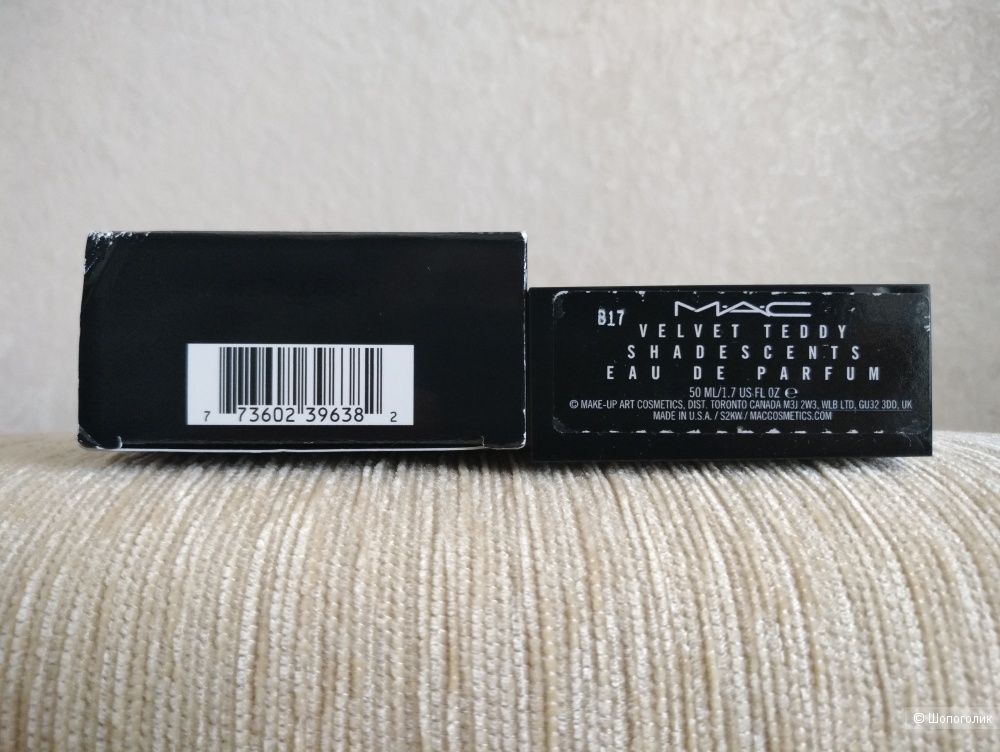 7 73602 39638 2
B17
M·A·C
VELVET TEDDY
SHADESCENTS
EAU DE PARFUM
50 ML/1.7 US FL OZ ℮
© MAKE-UP ART COSMETICS, DIST. TORONTO CANADA M3J 2W3, WLB LTD, GU32 3DD, UK
MADE IN U.S.A. / S2KW / MACCOSMETICS.COM
© Шопоголик